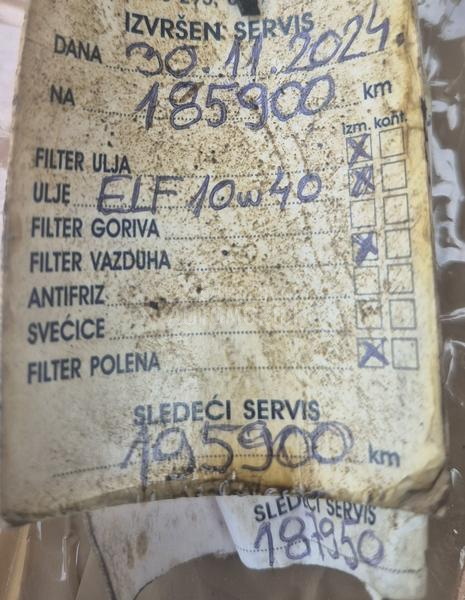 IZVRŠEN SERVIS
DANA 30.11.2024.
NA 185900 km
Izm. kont.
FILTER ULJA X
ULJE ELF 10w40 X
FILTER GORIVA
FILTER VAZDUHA X
ANTIFRIZ
SVEĆICE
FILTER POLENA X
SLEDEĆI SERVIS
195900 km
SLEDEĆI SERVIS
187950